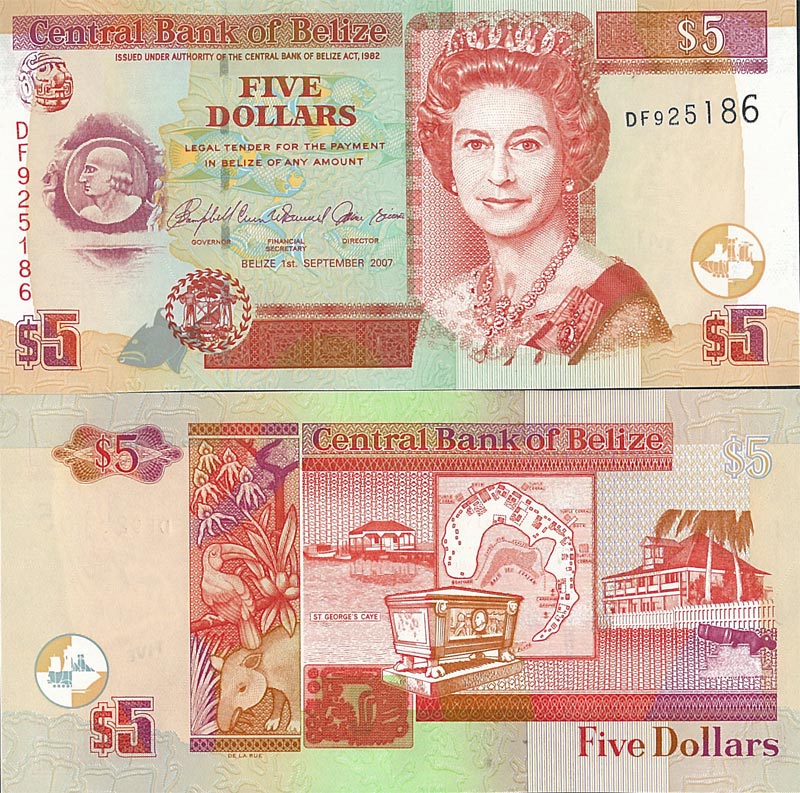 Central Bank of Belize
$5
ISSUED UNDER AUTHORITY OF THE CENTRAL BANK OF BELIZE ACT, 1982
FIVE
DOLLARS
DF925186
LEGAL TENDER FOR THE PAYMENT
IN BELIZE OF ANY AMOUNT
DF925186
GOVERNOR FINANCIAL SECRETARY DIRECTOR
BELIZE 1st. SEPTEMBER 2007
$5
$5
$5
Central Bank of Belize
$5
ST GEORGE'S CAYE
$5
Five Dollars
DE LA RUE